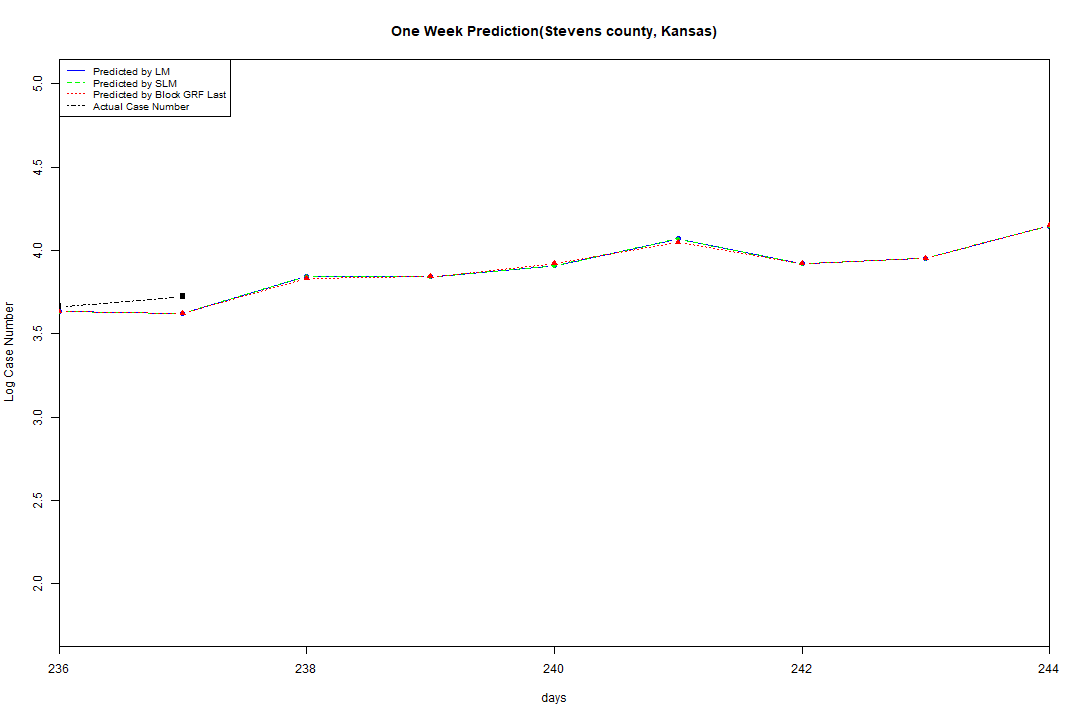 One Week Prediction(Stevens county, Kansas)
Predicted by LM
Predicted by SLM
Predicted by Block GRF Last
Actual Case Number
5.0
4.5
4.0
3.5
3.0
2.5
2.0
Log Case Number
236 238 240 242 244
days